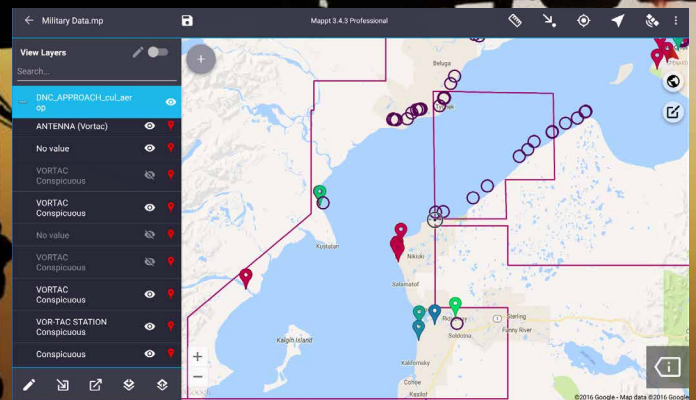 Military Data.mp
Mappt 3.4.3 Professional
View Layers
Search...
DNC_APPROACH_cul_aer
op
ANTENNA (Vortac)
No value
VORTAC
Conspicuous
VORTAC
Conspicuous
No value
VORTAC
Conspicuous
VORTAC
Conspicuous
VOR-TAC STATION
Conspicuous
Conspicuous
Beluga
Tyonek
Kustatan
Nikiski
Salamatof
Kalgin Island
Ridgeway
Sterling
1
Soldotna
Funny River
Kalifornsky
Cohoe
Kasilof
©2016 Google - Map data ©2016 Google